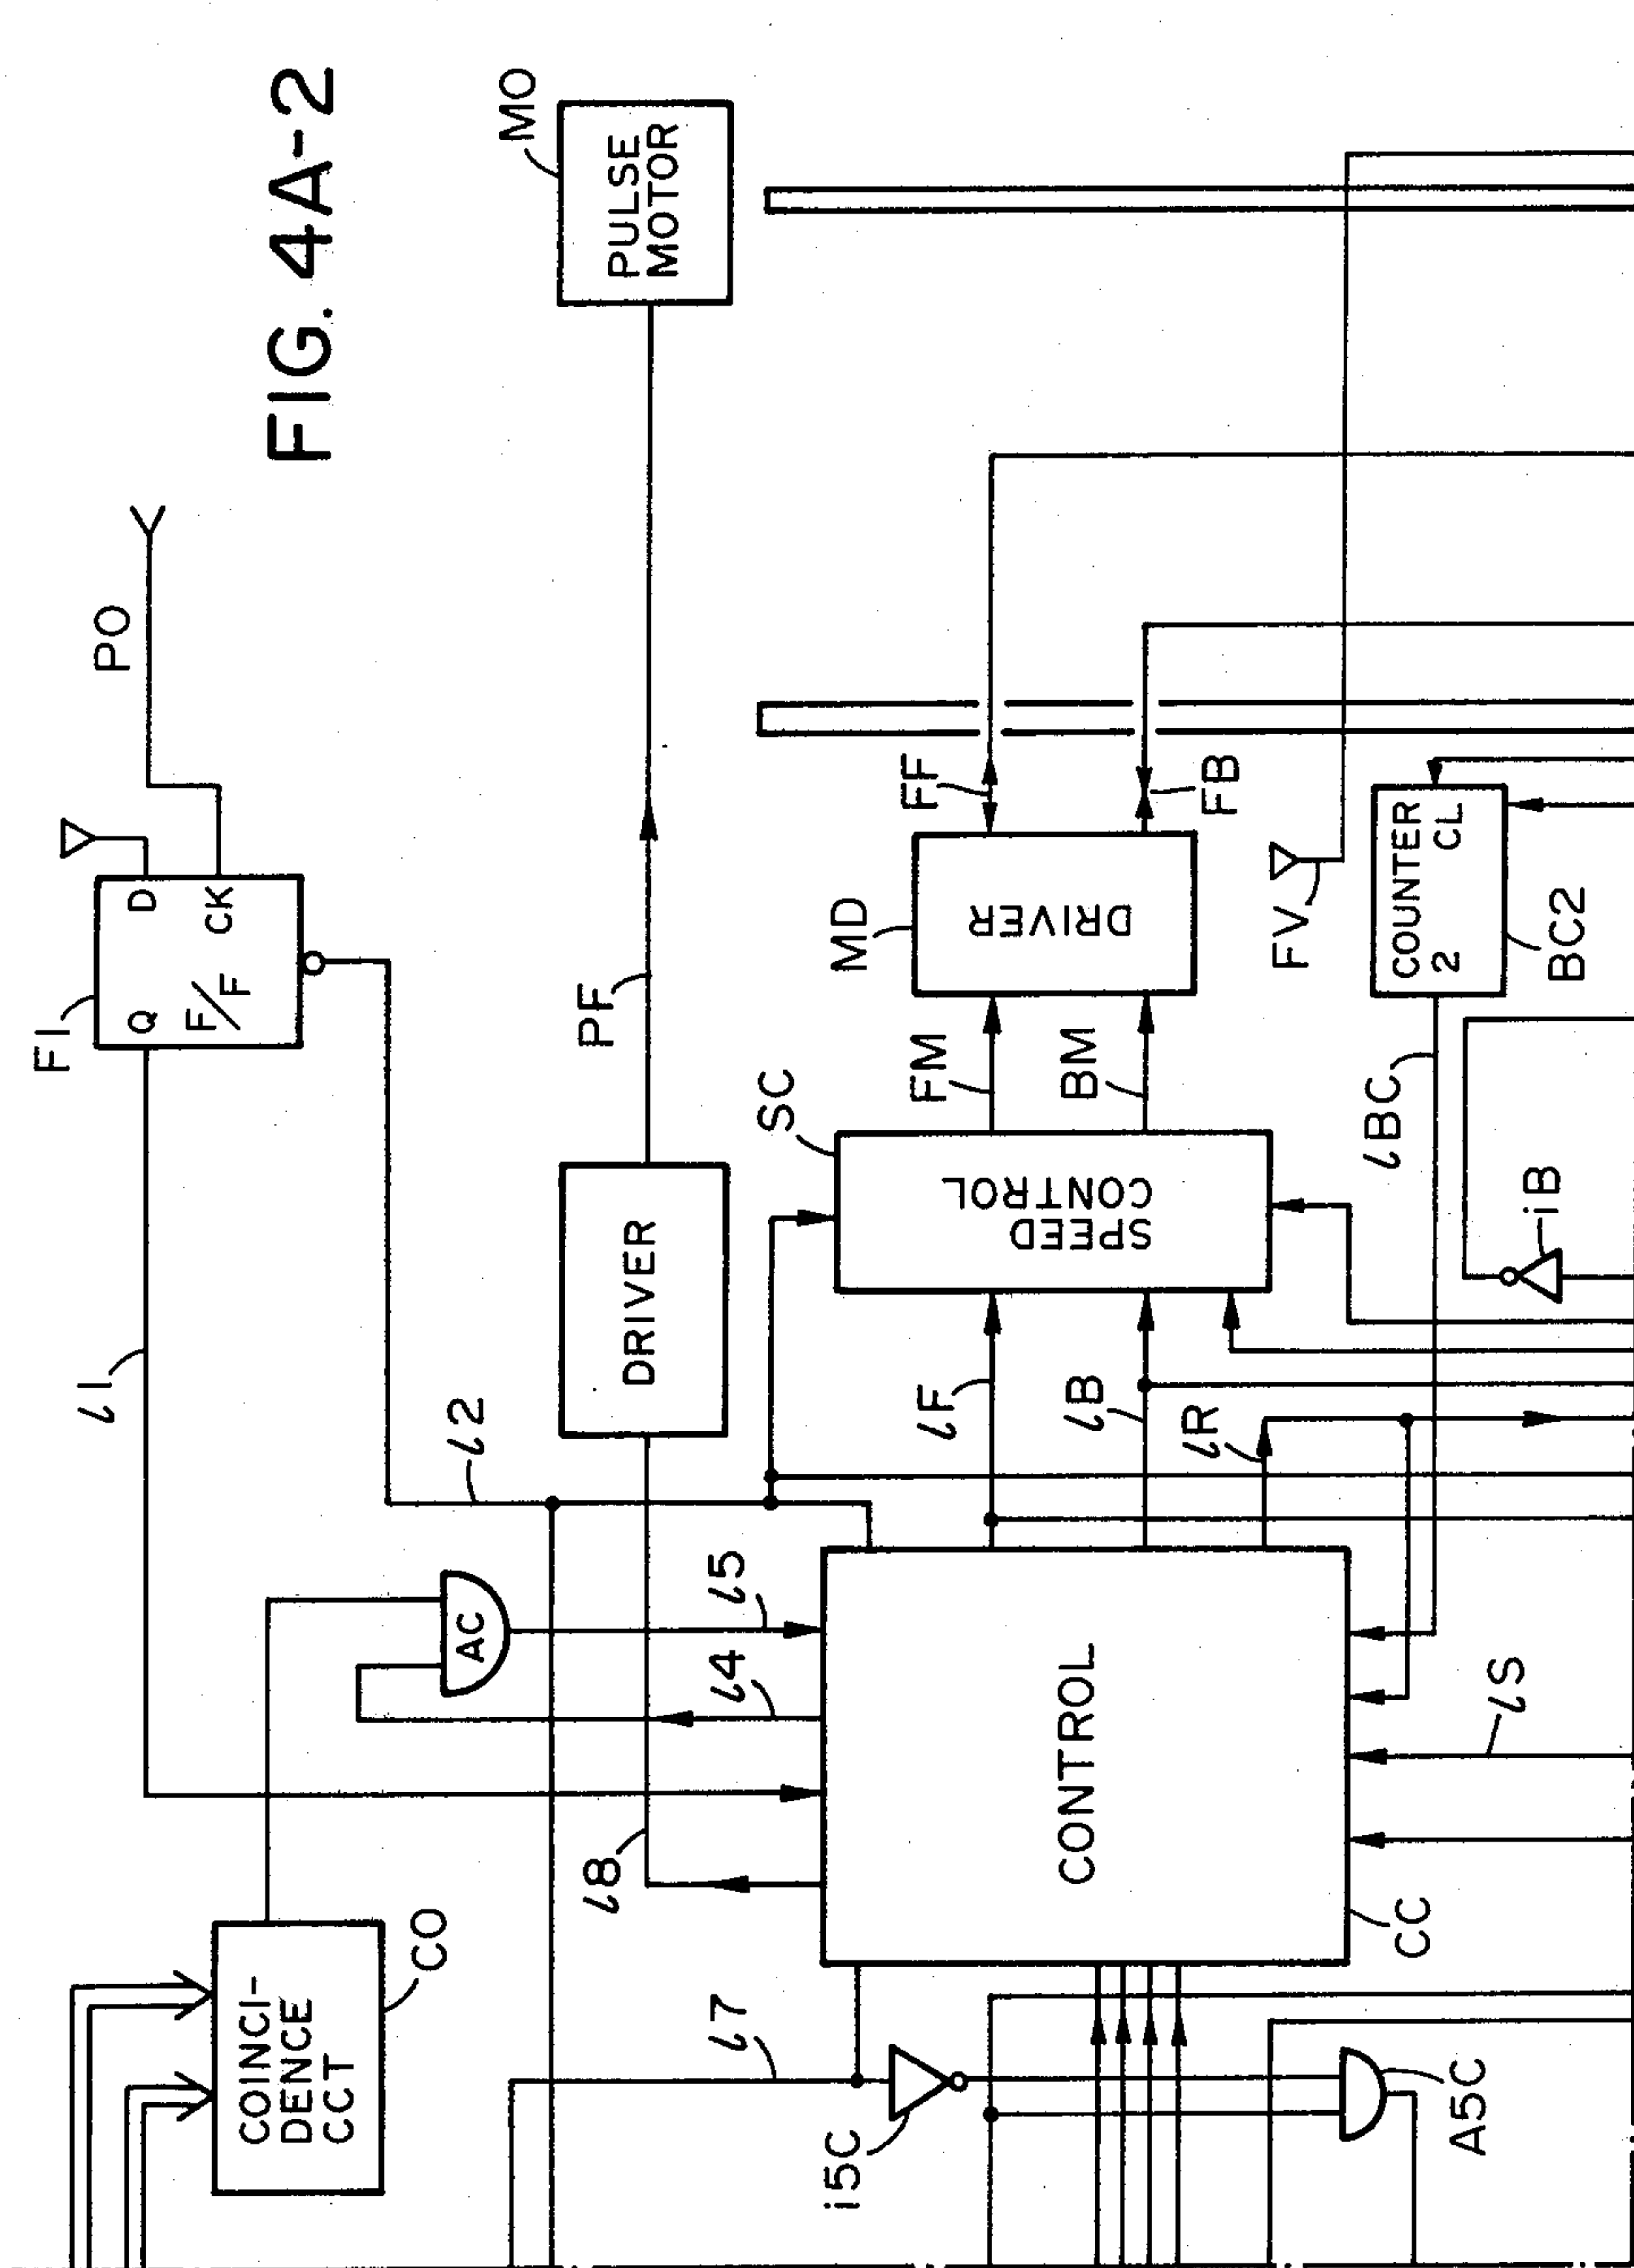 FIG. 4A-2
PO
F1
Q
D
F/F
CK
l1
l2
MO
PULSE
MOTOR
PF
DRIVER
l8
COINCI-
DENCE
CCT
CO
AC
l5
l4
l7
i5C
A5C
CONTROL
CC
lS
lF
lB
lR
SC
SPEED
CONTROL
FM
BM
MD
DRIVER
FF
FB
FV
COUNTER
2
CL
BC2
lBC
iB